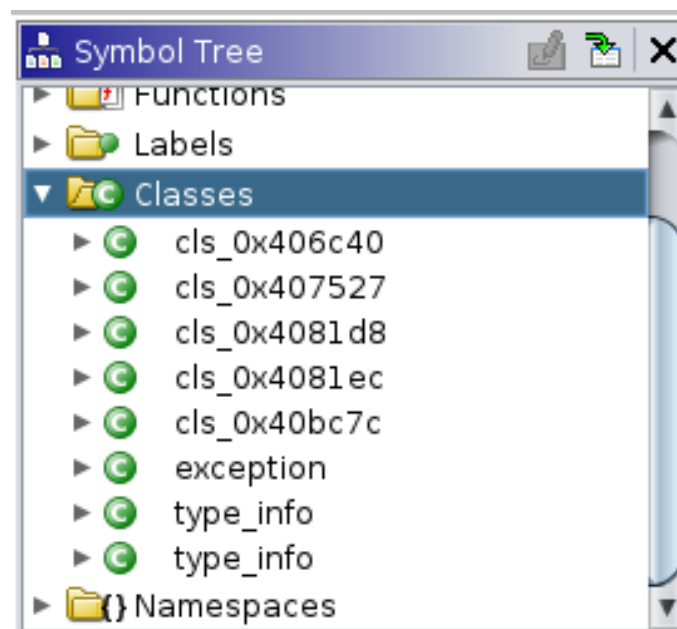 Symbol Tree
Functions
Labels
Classes
cls_0x406c40
cls_0x407527
cls_0x4081d8
cls_0x4081ec
cls_0x40bc7c
exception
type_info
type_info
{} Namespaces